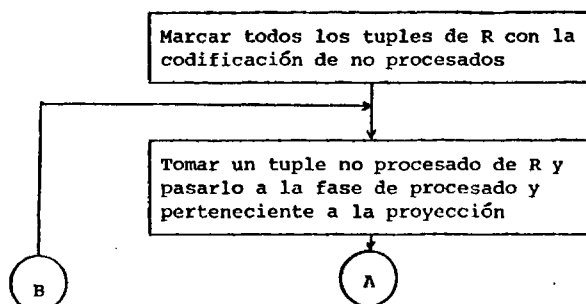 Marcar todos los tuples de R con la
codificación de no procesados
Tomar un tuple no procesado de R y
pasarlo a la fase de procesado y
perteneciente a la proyección
B
A